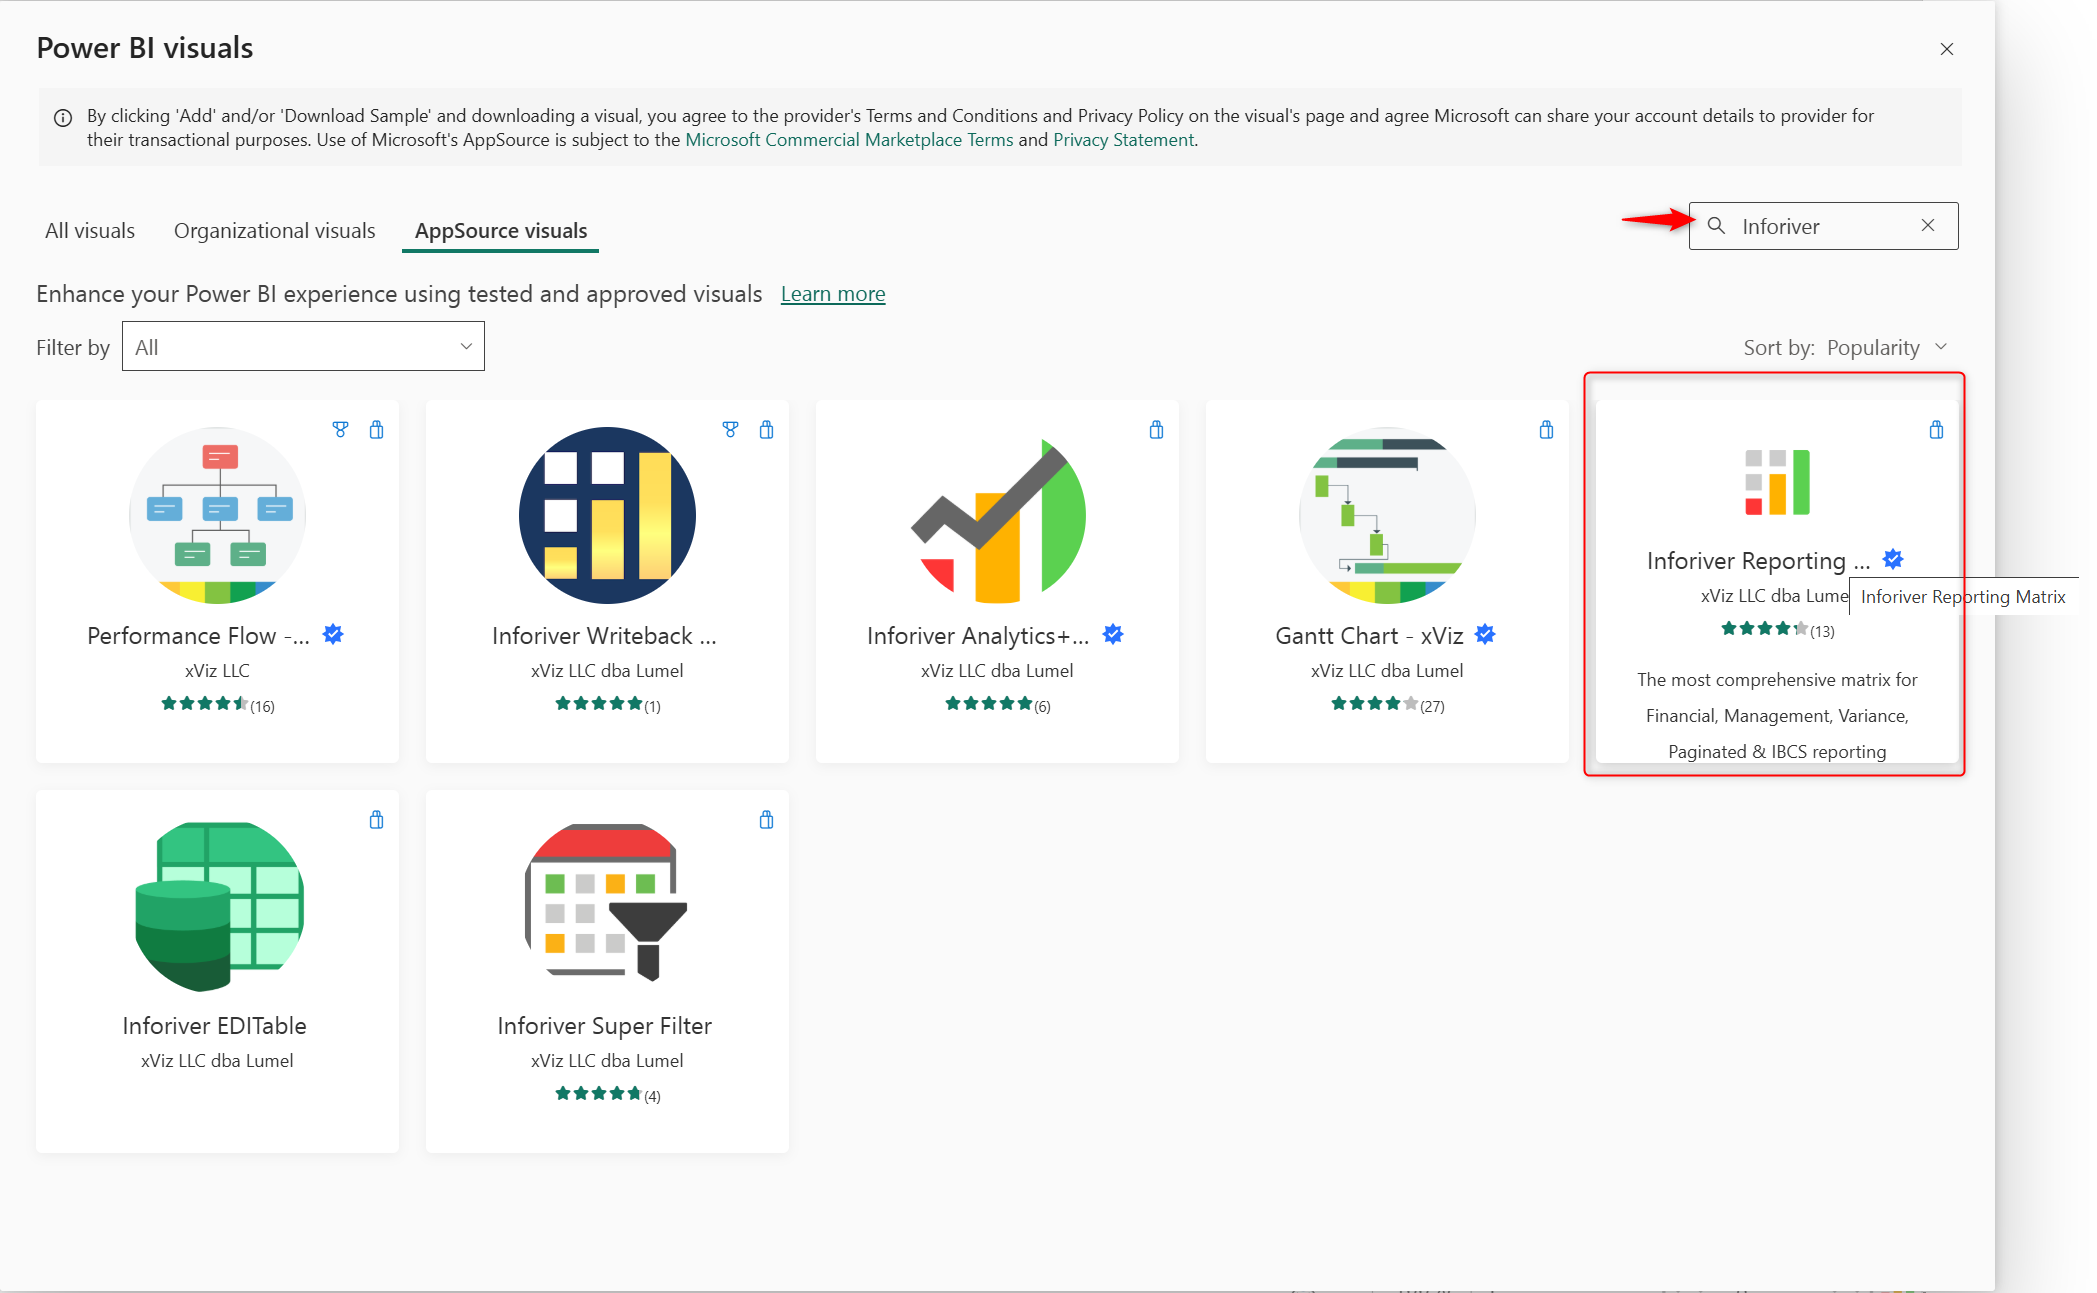 Power BI visuals
By clicking 'Add' and/or 'Download Sample' and downloading a visual, you agree to the provider's Terms and Conditions and Privacy Policy on the visual's page and agree Microsoft can share your account details to provider for
their transactional purposes. Use of Microsoft's AppSource is subject to the Microsoft Commercial Marketplace Terms and Privacy Statement.
All visuals
Organizational visuals
AppSource visuals
Inforiver
Enhance your Power BI experience using tested and approved visuals Learn more
Filter by All
Sort by: Popularity
Performance Flow -...
xViz LLC
(16)
Inforiver Writeback ...
xViz LLC dba Lumel
(1)
Inforiver Analytics+...
xViz LLC dba Lumel
(6)
Gantt Chart - xViz
xViz LLC dba Lumel
(27)
Inforiver Reporting ...
xViz LLC dba Lume
Inforiver Reporting Matrix
(13)
The most comprehensive matrix for
Financial, Management, Variance,
Paginated & IBCS reporting
Inforiver EDITable
xViz LLC dba Lumel
Inforiver Super Filter
xViz LLC dba Lumel
(4)